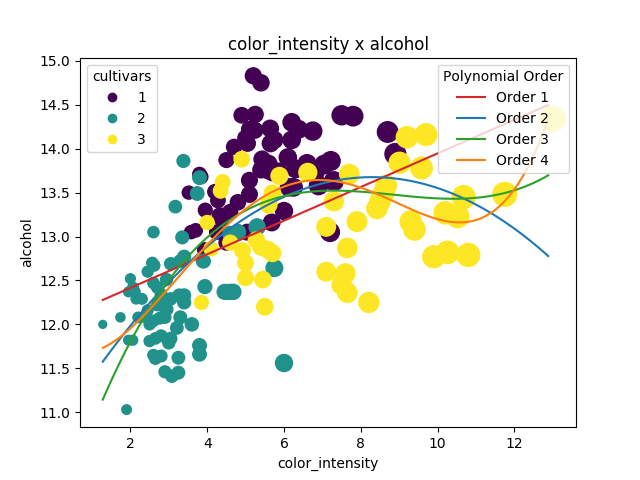 color_intensity x alcohol
cultivars
1
2
3
Polynomial Order
Order 1
Order 2
Order 3
Order 4
alcohol
15.0
14.5
14.0
13.5
13.0
12.5
12.0
11.5
11.0
2 4 6 8 10 12
color_intensity